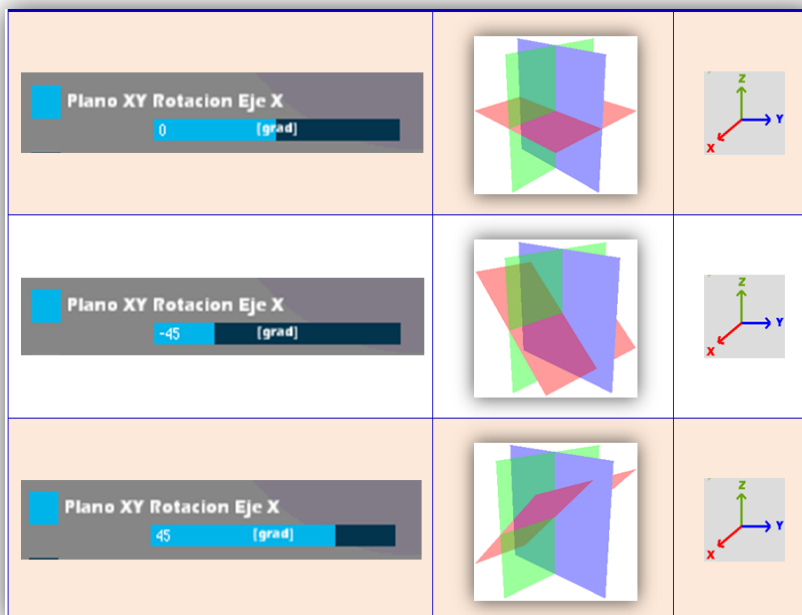 Plano XY Rotacion Eje X
0 [grad]
Z
Y
X
Plano XY Rotacion Eje X
-45 [grad]
Z
Y
X
Plano XY Rotacion Eje X
45 [grad]
Z
Y
X